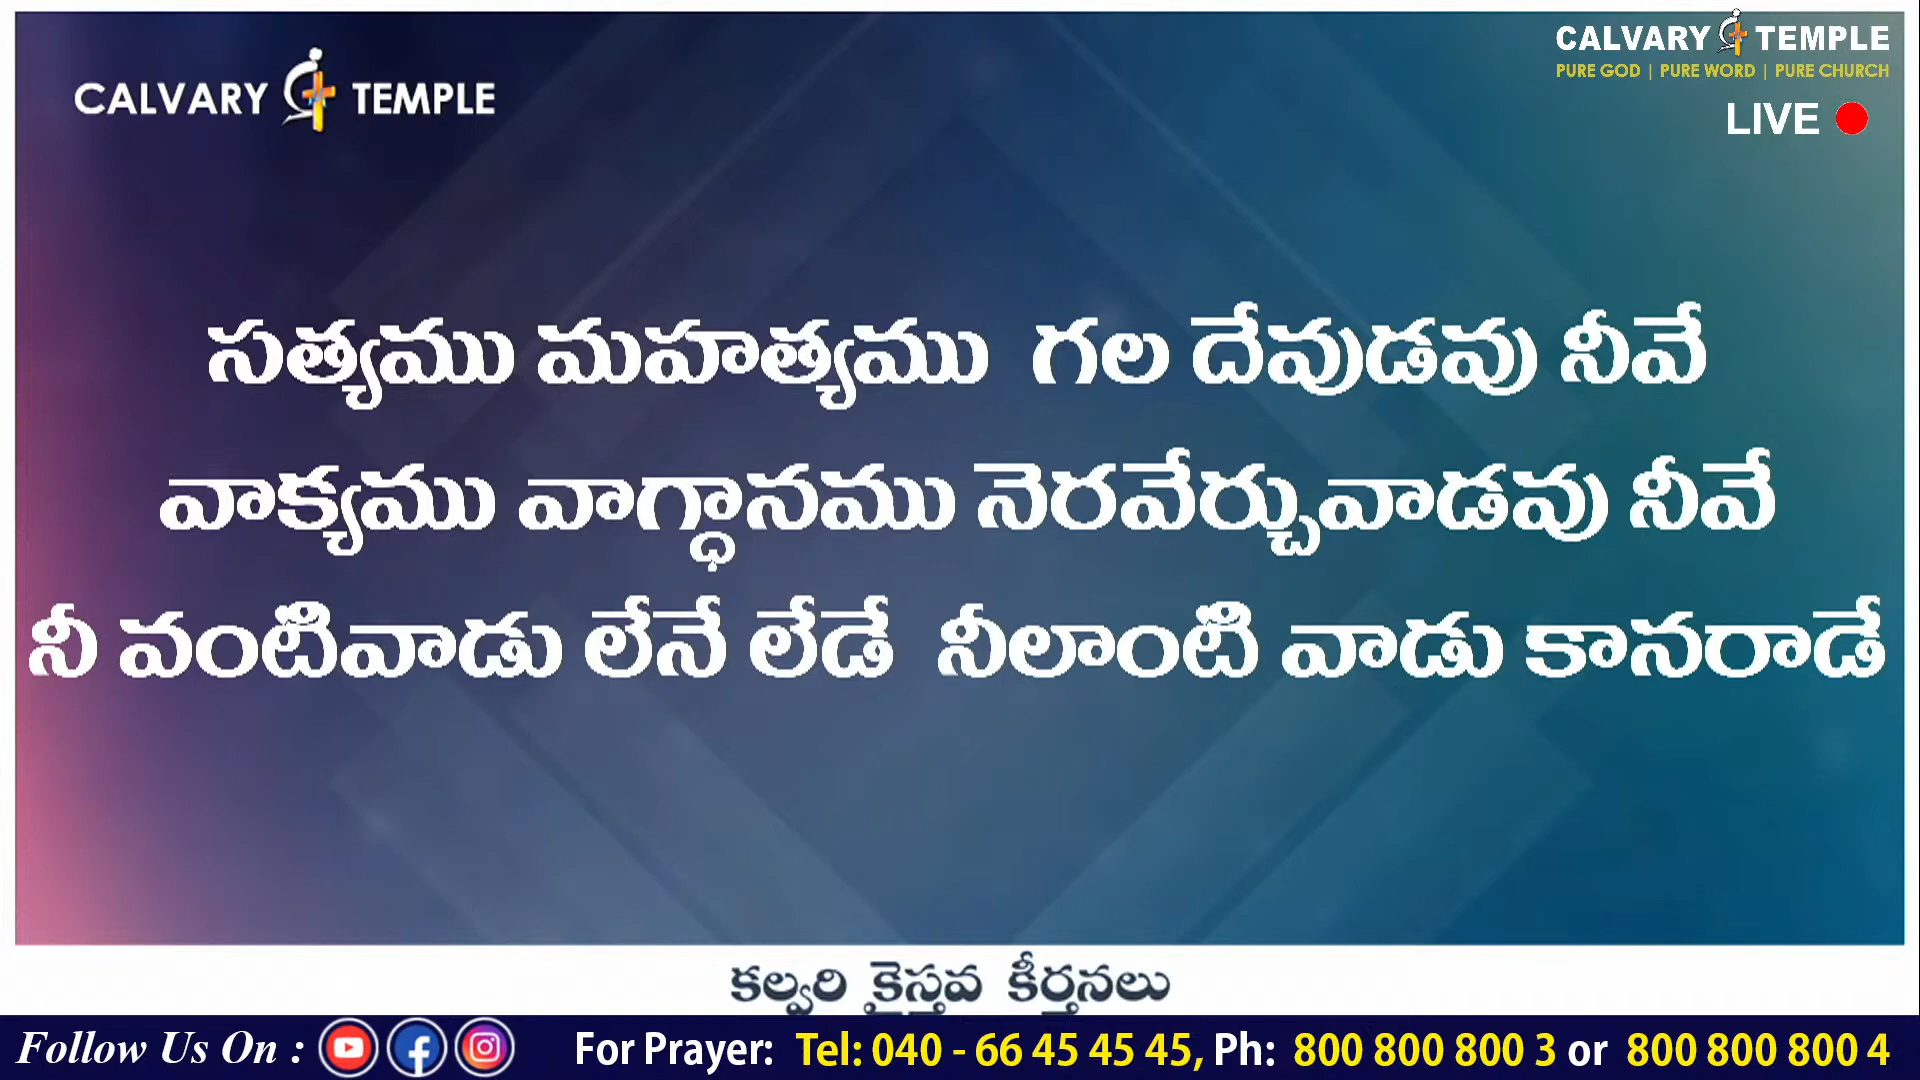 CALVARY TEMPLE
CALVARY TEMPLE
PURE GOD | PURE WORD | PURE CHURCH
LIVE
సత్యము మహత్యము గల దేవుడవు నీవే
వాక్యము వాగ్ధానము నెరవేర్చువాడవు నీవే
నీ వంటివాడు లేనే లేడే నీలాంటి వాడు కానరాడే
కల్వరి క్రైస్తవ కీర్తనలు
Follow Us On :
For Prayer: Tel: 040 - 66 45 45 45, Ph: 800 800 800 3 or 800 800 800 4